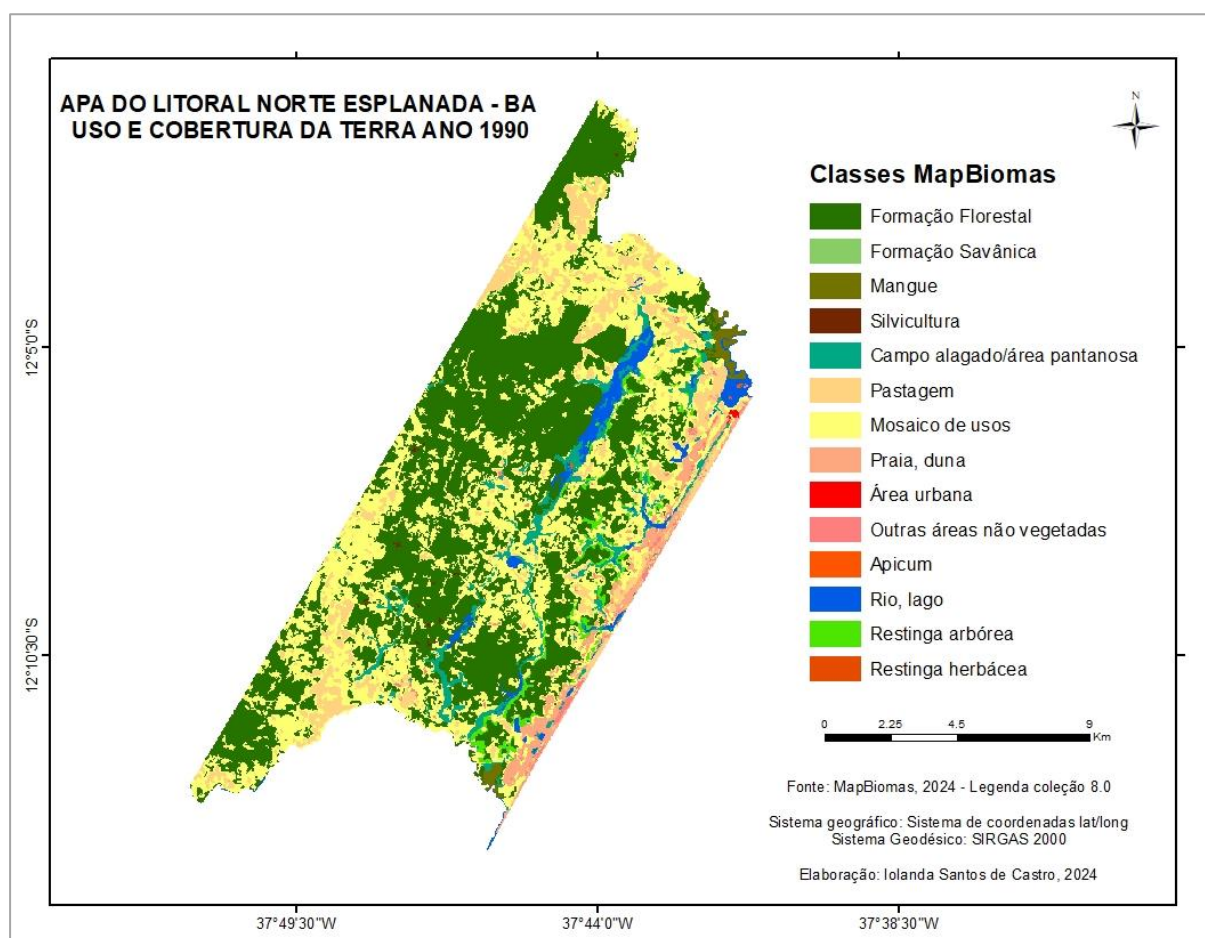 APA DO LITORAL NORTE ESPLANADA - BA
USO E COBERTURA DA TERRA ANO 1990
N
Classes MapBiomas
Formação Florestal
Formação Savânica
Mangue
Silvicultura
Campo alagado/área pantanosa
Pastagem
Mosaico de usos
Praia, duna
Área urbana
Outras áreas não vegetadas
Apicum
Rio, lago
Restinga arbórea
Restinga herbácea
0 2.25 4.5 9
Km
Fonte: MapBiomas, 2024 - Legenda coleção 8.0
Sistema geográfico: Sistema de coordenadas lat/long
Sistema Geodésico: SIRGAS 2000
Elaboração: Iolanda Santos de Castro, 2024
12°5'0"S
12°10'30"S
37°49'30"W
37°44'0"W
37°38'30"W